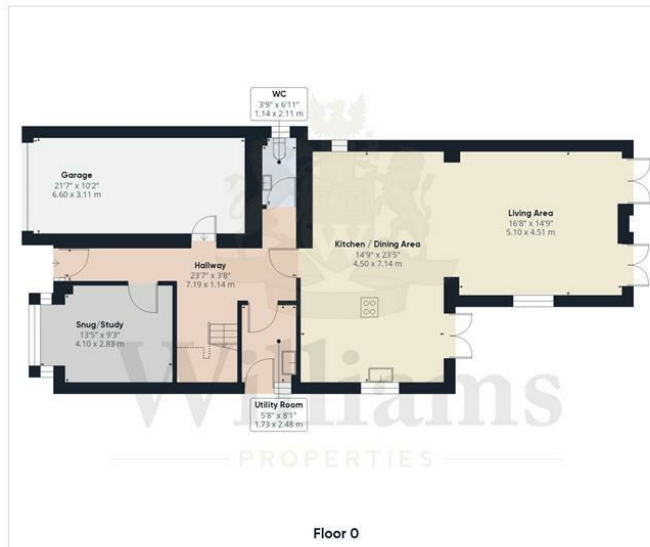 WC
3'9" x 6'11"
1.14 x 2.11 m
Garage
21'7" x 10'2"
6.60 x 3.11 m
Living Area
16'8" x 14'9"
5.10 x 4.51 m
Kitchen / Dining Area
14'9" x 23'5"
4.50 x 7.14 m
Hallway
23'7" x 3'8"
7.19 x 1.14 m
Snug/Study
13'5" x 9'3"
4.10 x 2.83 m
Utility Room
5'8" x 8'1"
1.73 x 2.48 m
Williams
PROPERTIES
Floor 0